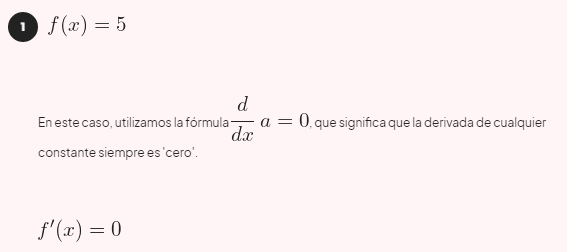 1 f(x) = 5
En este caso, utilizamos la fórmula d/dx a = 0, que significa que la derivada de cualquier
constante siempre es 'cero'.
f'(x) = 0